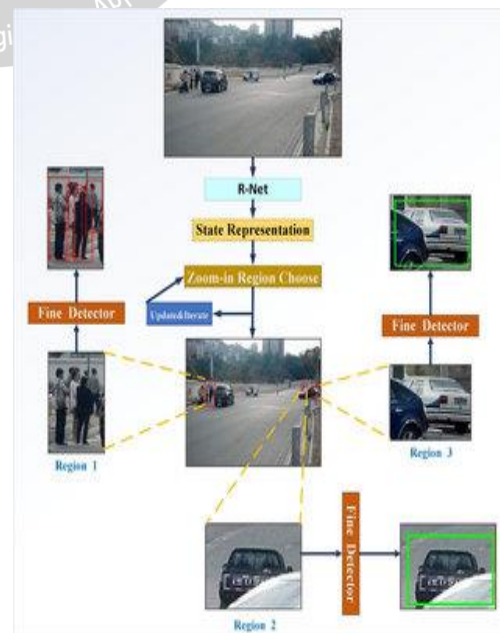 R-Net
State Representation
Zoom-in Region Choose
Update&Iterate
Fine Detector
Fine Detector
Region 1
Region 3
Fine Detector
Region 2